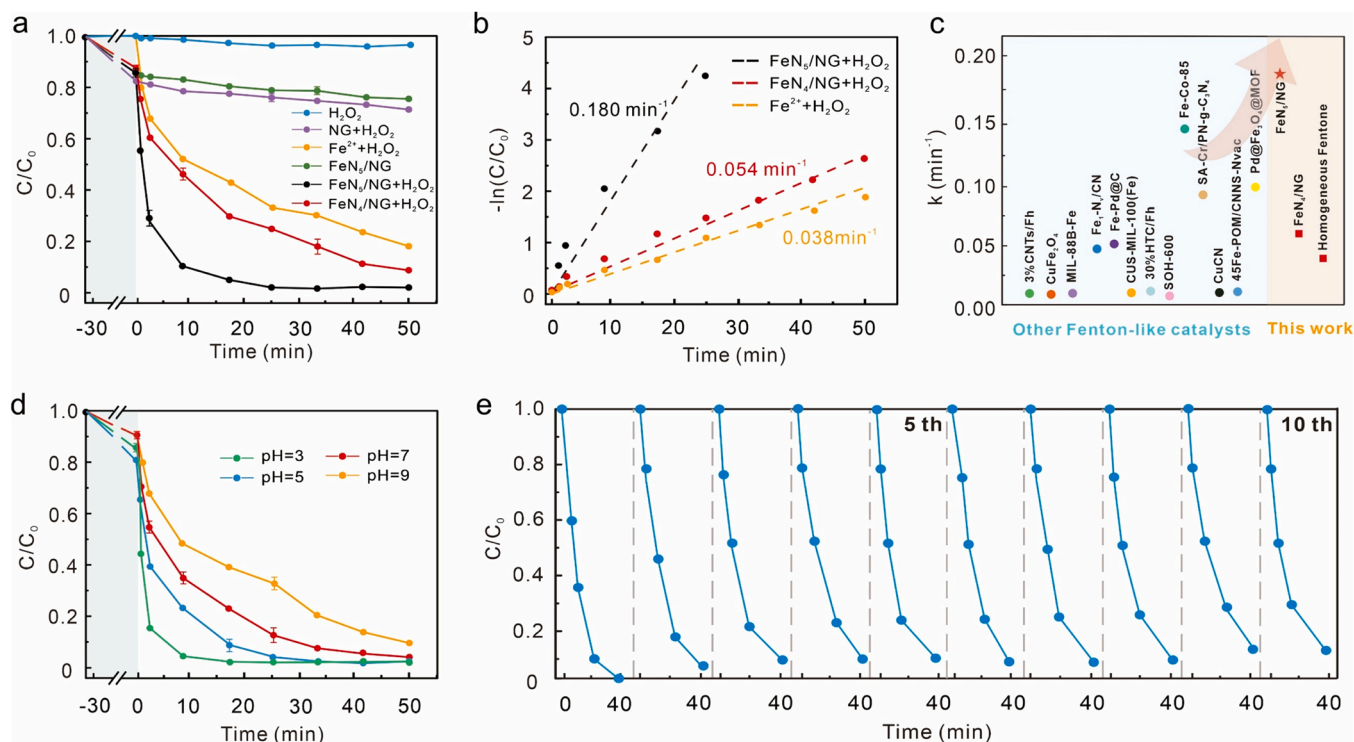 a
C/C₀
1.0
0.8
0.6
0.4
0.2
0
H₂O₂
NG+H₂O₂
Fe²⁺+H₂O₂
FeN₅/NG
FeN₅/NG+H₂O₂
FeN₄/NG+H₂O₂
-30 0 10 20 30 40 50
Time (min)
b
-ln(C/C₀)
5
4
3
2
1
0
FeN₅/NG+H₂O₂
FeN₄/NG+H₂O₂
Fe²⁺+H₂O₂
0.180 min⁻¹
0.054 min⁻¹
0.038min⁻¹
0 10 20 30 40 50 60
Time (min)
c
k (min⁻¹)
0.20
0.15
0.10
0.05
0.00
3%CNTs/Fh
CuFe₂O₄
MIL-88B-Fe
Fe₁-Nᵥ/CN
Fe-Pd@C
CUS-MIL-100(Fe)
30%HTC/Fh
SOH-600
Fe-Co-85
SA-Cr/PN-g-C₃N₄
CuCN
45Fe-POM/CNNS-Nvac
Pd@Fe₃O₄@MOF
FeN₅/NG
FeN₄/NG
Homogeneous Fentone
Other Fenton-like catalysts This work
d
C/C₀
1.0
0.8
0.6
0.4
0.2
0
pH=3 pH=7
pH=5 pH=9
-30 0 10 20 30 40 50
Time (min)
e
C/C₀
1.0
0.8
0.6
0.4
0.2
0
5 th
10 th
0 40 40 40 40 40 40 40 40 40 40
Time (min)